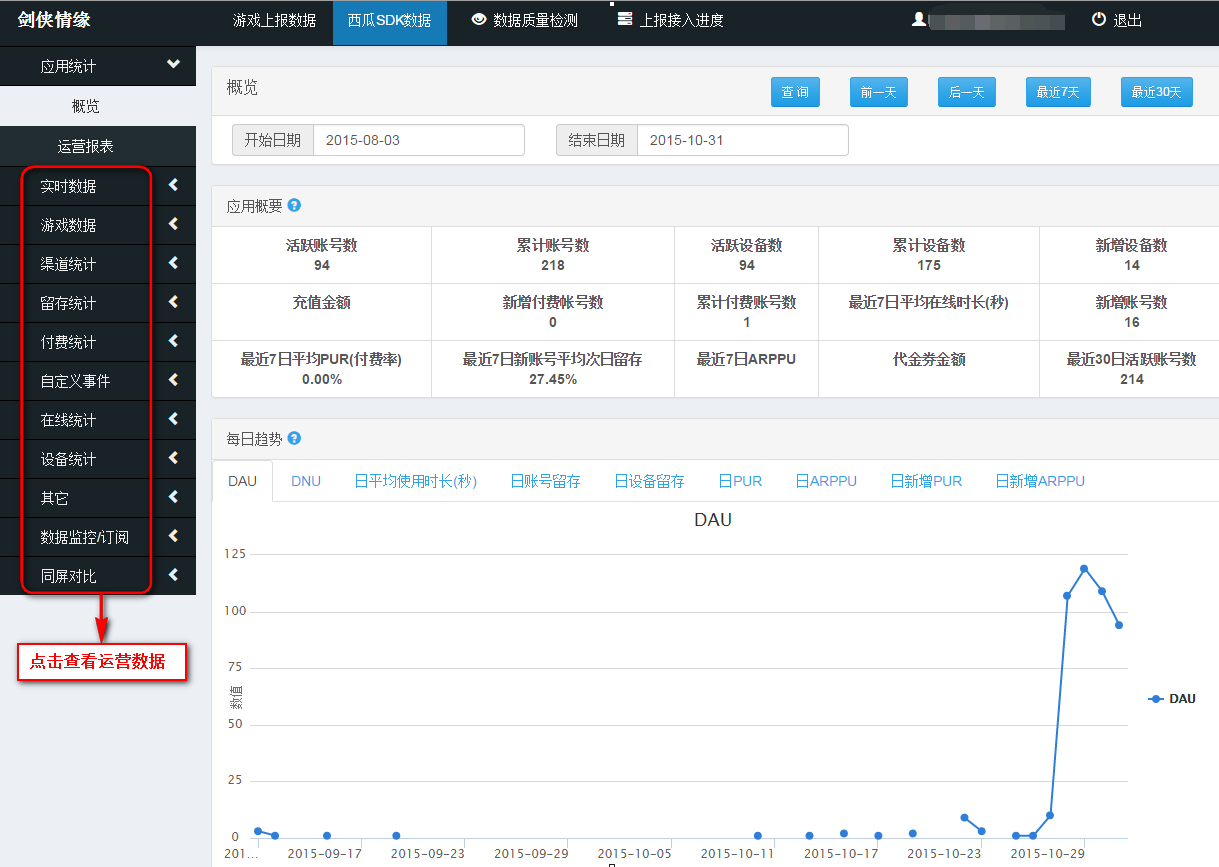 剑侠情缘
游戏上报数据
西瓜SDK数据
数据质量检测
上报接入进度
退出
应用统计
概览
运营报表
实时数据
游戏数据
渠道统计
留存统计
付费统计
自定义事件
在线统计
设备统计
其它
数据监控/订阅
同屏对比
点击查看运营数据
概览
查 询
前一天
后一天
最近7天
最近30天
开始日期 2015-08-03
结束日期 2015-10-31
应用概要 ?
活跃账号数
94
累计账号数
218
活跃设备数
94
累计设备数
175
新增设备数
14
充值金额
新增付费帐号数
0
累计付费账号数
1
最近7日平均在线时长(秒)
新增账号数
16
最近7日平均PUR(付费率)
0.00%
最近7日新账号平均次日留存
27.45%
最近7日ARPPU
代金券金额
最近30日活跃账号数
214
每日趋势 ?
DAU
DNU
日平均使用时长(秒)
日账号留存
日设备留存
日PUR
日ARPPU
日新增PUR
日新增ARPPU
DAU
125
100
75
50
25
0
数值
201...
2015-09-17
2015-09-23
2015-09-29
2015-10-05
2015-10-11
2015-10-17
2015-10-23
2015-10-29
DAU